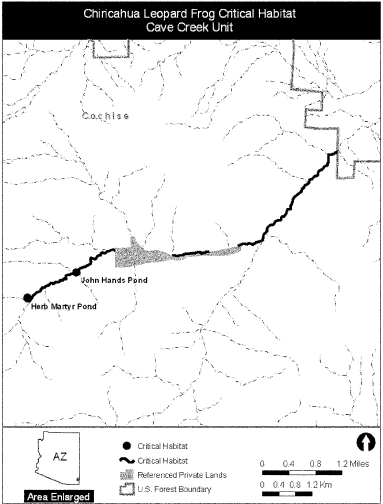 Chiricahua Leopard Frog Critical Habitat
Cave Creek Unit
Cochise
John Hands Pond
Herb Martyr Pond
AZ
Area Enlarged
Critical Habitat
Critical Habitat
Referenced Private Lands
U.S. Forest Boundary
0 0.4 0.8 1.2 Miles
0 0.4 0.8 1.2 Km